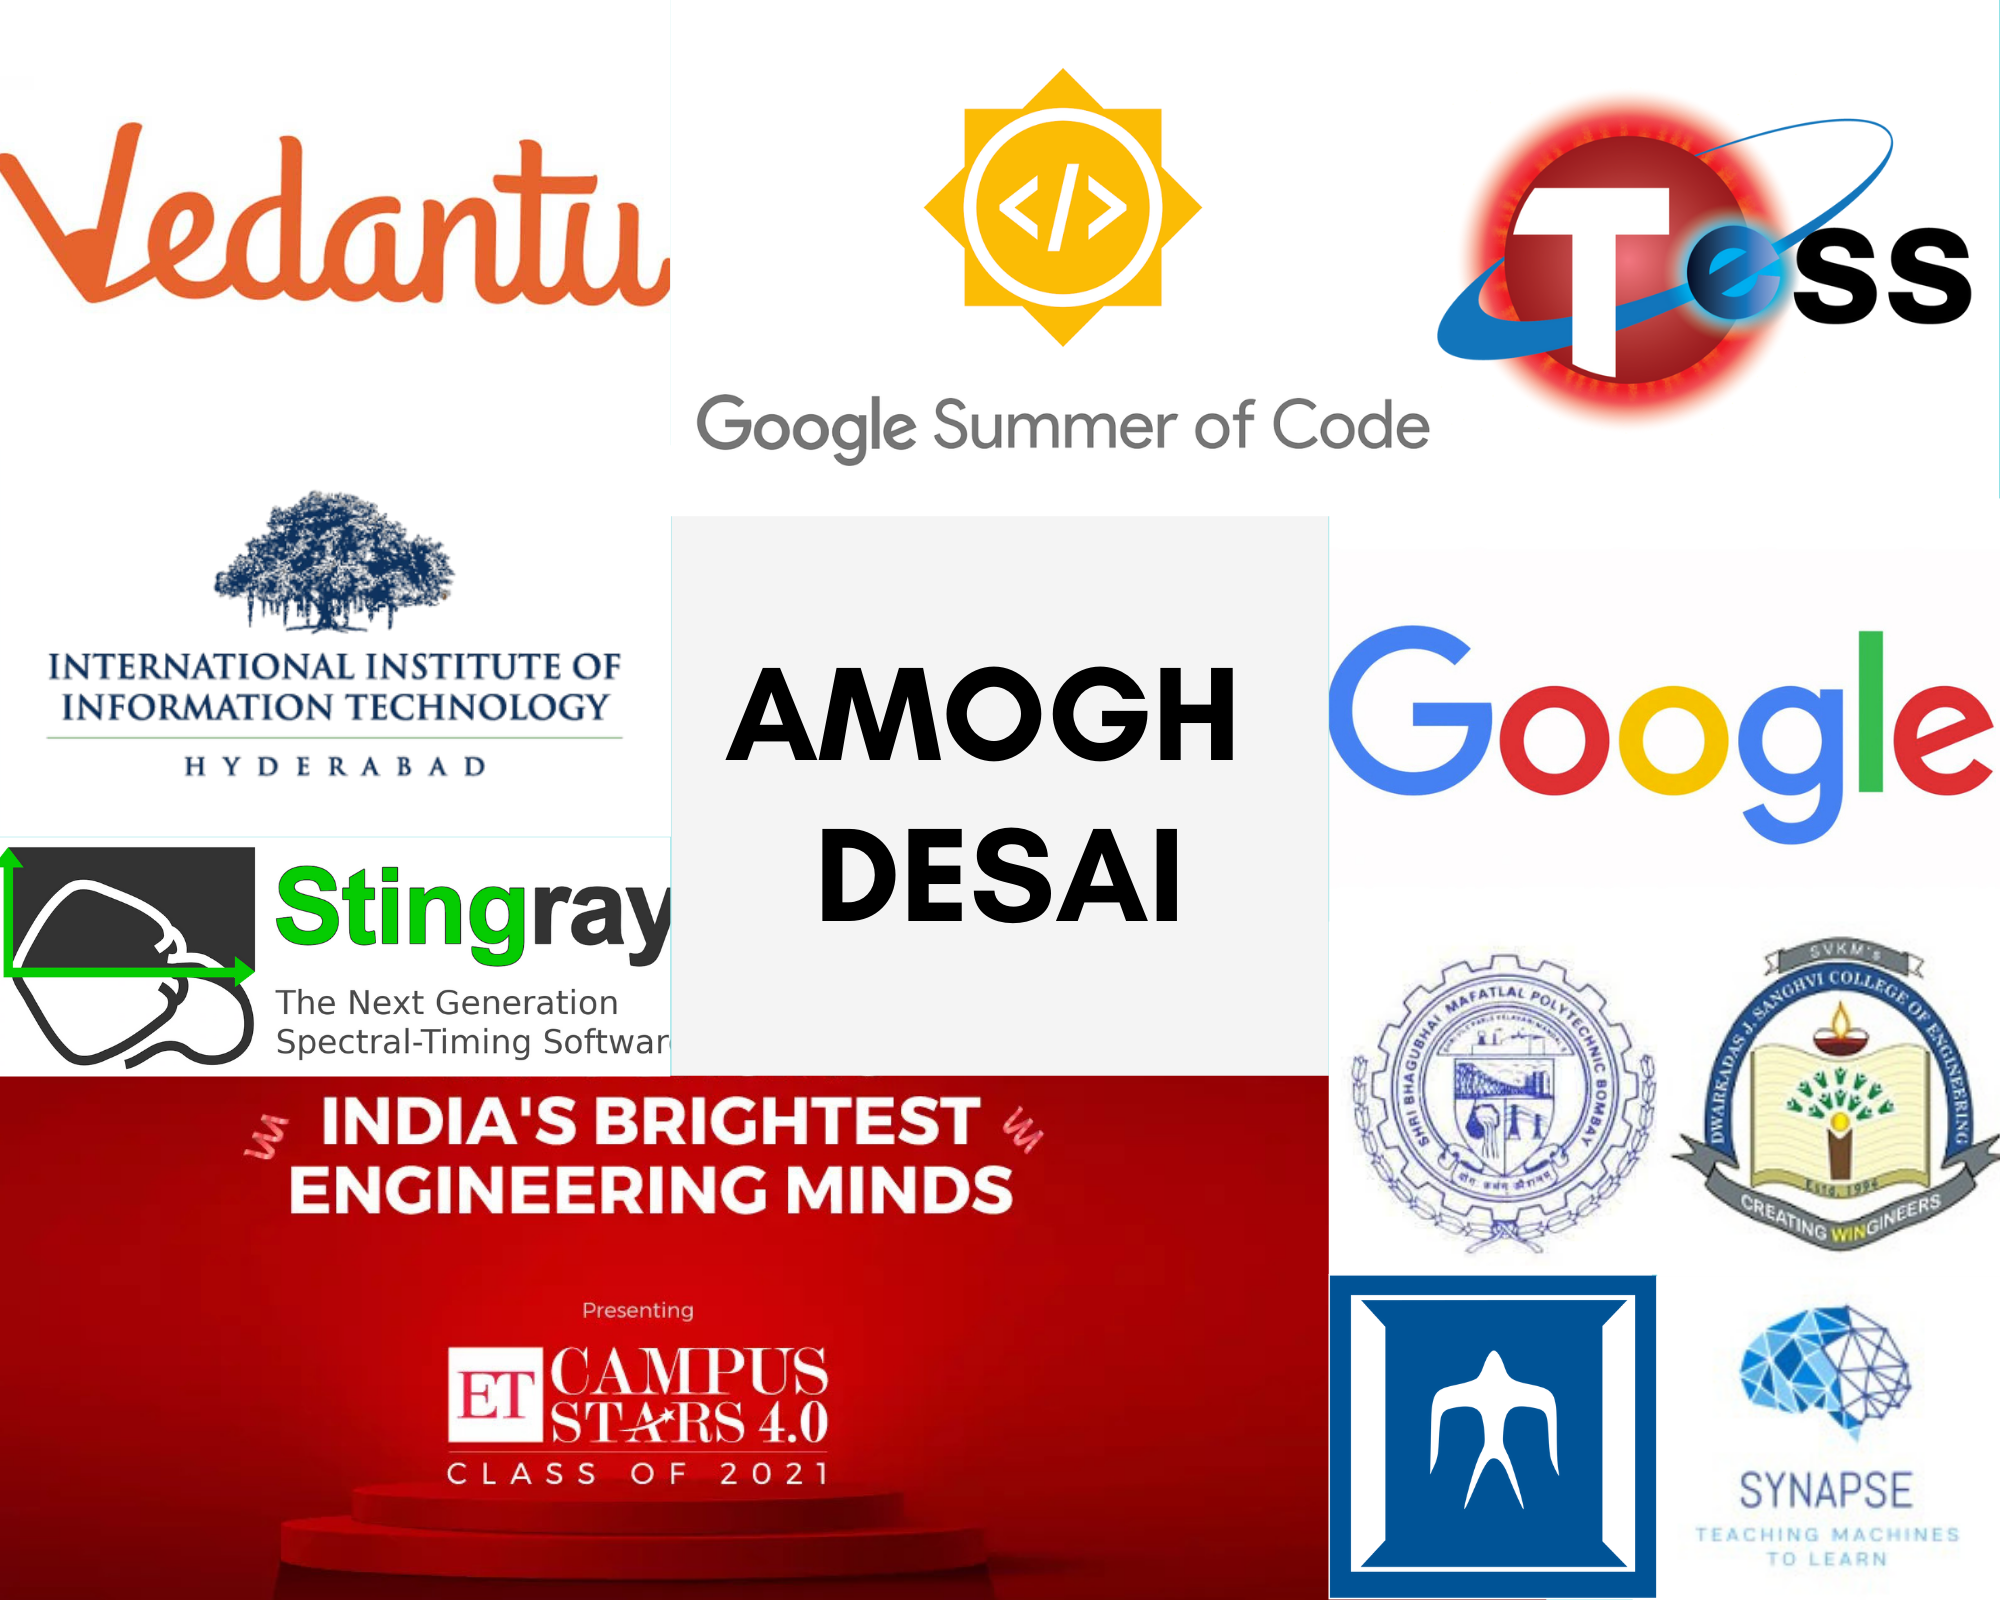 Vedantu
</>
Google Summer of Code
Tess
INTERNATIONAL INSTITUTE OF
INFORMATION TECHNOLOGY
HYDERABAD
AMOGH
DESAI
Google
Stingray
The Next Generation
Spectral-Timing Softwar
SHRI BHAGUBHAI MAFATLAL POLYTECHNIC BOMBAY
SVKM's
DWARKADAS J. SANGHVI COLLEGE OF ENGINEERING
Estd. 1994
CREATING WINGINEERS
INDIA'S BRIGHTEST
ENGINEERING MINDS
Presenting
ET CAMPUS
STARS 4.0
CLASS OF 2021
SYNAPSE
TEACHING MACHINES
TO LEARN